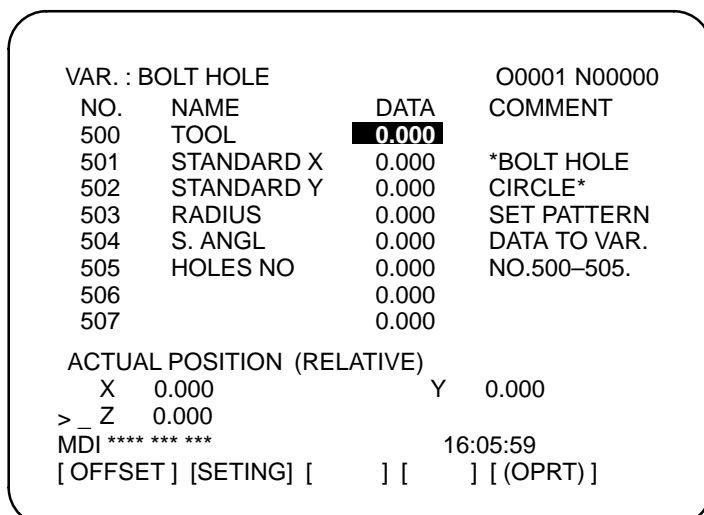 VAR. : BOLT HOLE O0001 N00000
NO. NAME DATA COMMENT
500 TOOL 0.000
501 STANDARD X 0.000 *BOLT HOLE
502 STANDARD Y 0.000 CIRCLE*
503 RADIUS 0.000 SET PATTERN
504 S. ANGL 0.000 DATA TO VAR.
505 HOLES NO 0.000 NO.500–505.
506 0.000
507 0.000
ACTUAL POSITION (RELATIVE)
X 0.000 Y 0.000
> _ Z 0.000
MDI **** *** *** 16:05:59
[ OFFSET ] [SETING] [ ] [ ] [ (OPRT) ]